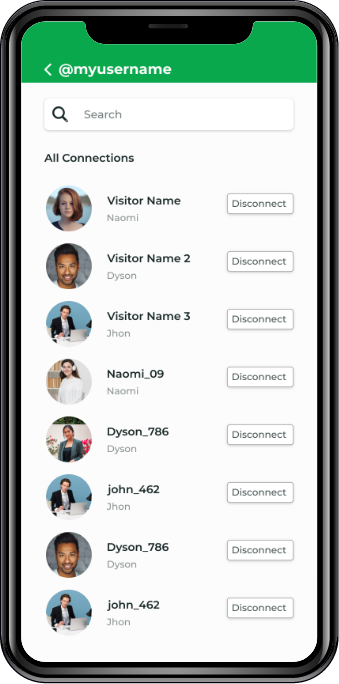 @myusername
Search
All Connections
Visitor Name
Naomi
Disconnect
Visitor Name 2
Dyson
Disconnect
Visitor Name 3
Jhon
Disconnect
Naomi_09
Naomi
Disconnect
Dyson_786
Dyson
Disconnect
john_462
Jhon
Disconnect
Dyson_786
Dyson
Disconnect
john_462
Jhon
Disconnect